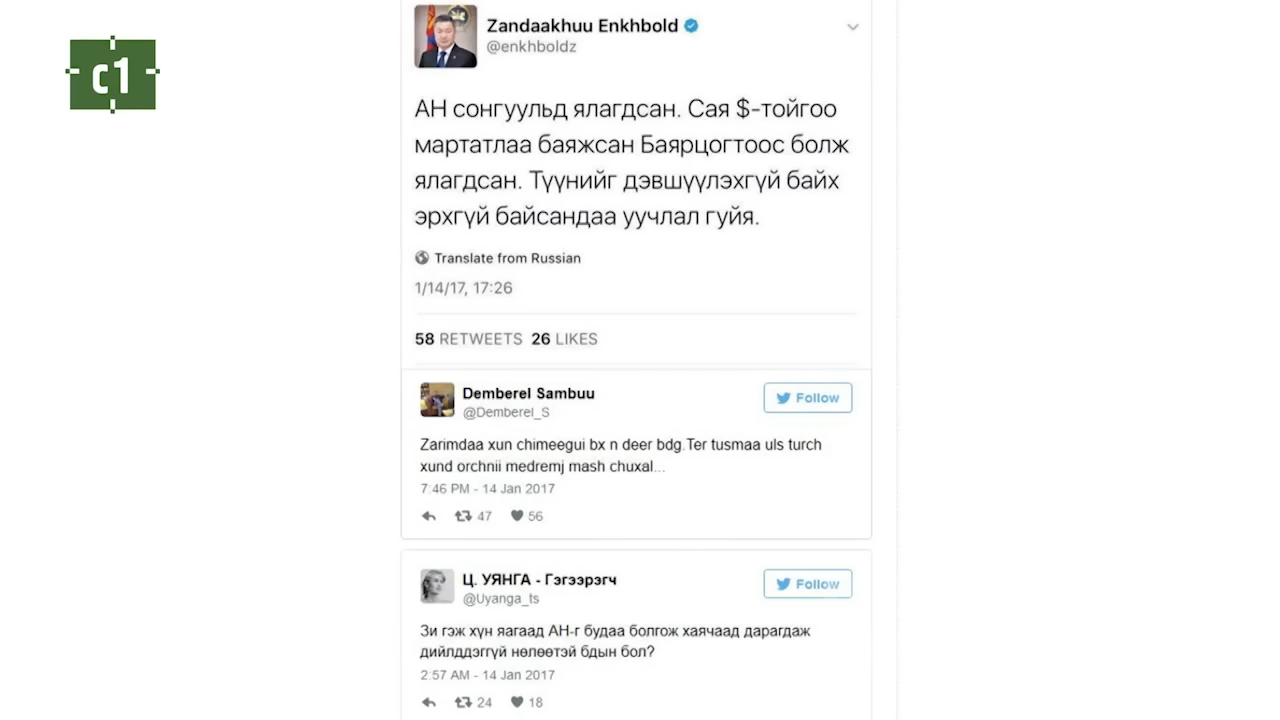 c1
Zandaakhuu Enkhbold
@enkhboldz
АН сонгуульд ялагдсан. Сая $-тойгоо
мартатлаа баяжсан Баярцогтоос болж
ялагдсан. Түүнийг дэвшүүлэхгүй байх
эрхгүй байсандаа уучлал гуйя.
Translate from Russian
1/14/17, 17:26
58 RETWEETS 26 LIKES
Demberel Sambuu
@Demberel_S
Follow
Zarimdaa xun chimeegui bx n deer bdg.Ter tusmaa uls turch
xund orchnii medremj mash chuxal...
7:46 PM - 14 Jan 2017
47 56
Ц. УЯНГА - Гэгээрэгч
@Uyanga_ts
Follow
Зи гэж хүн яагаад АН-г будаа болгож хаячаад дарагдаж
дийлддэггүй нөлөөтэй бдын бол?
2:57 AM - 14 Jan 2017
24 18